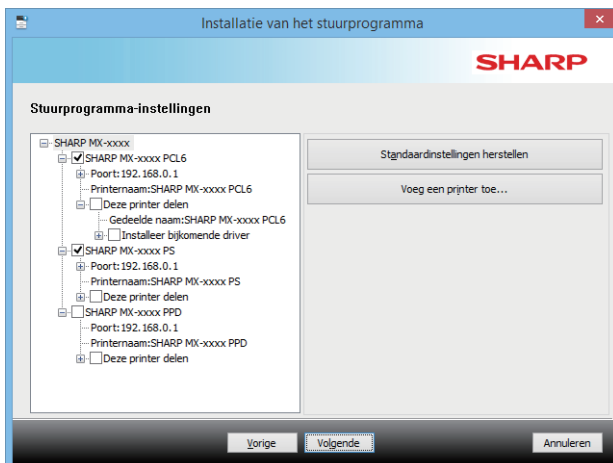 Installatie van het stuurprogramma
SHARP
Stuurprogramma-instellingen
SHARP MX-xxxx
SHARP MX-xxxx PCL6
Poort:192.168.0.1
Printernaam:SHARP MX-xxxx PCL6
Deze printer delen
Gedeelde naam:SHARP MX-xxxx PCL6
Installeer bijkomende driver
SHARP MX-xxxx PS
Poort:192.168.0.1
Printernaam:SHARP MX-xxxx PS
Deze printer delen
SHARP MX-xxxx PPD
Poort:192.168.0.1
Printernaam:SHARP MX-xxxx PPD
Deze printer delen
Standaardinstellingen herstellen
Voeg een printer toe...
Vorige
Volgende
Annuleren